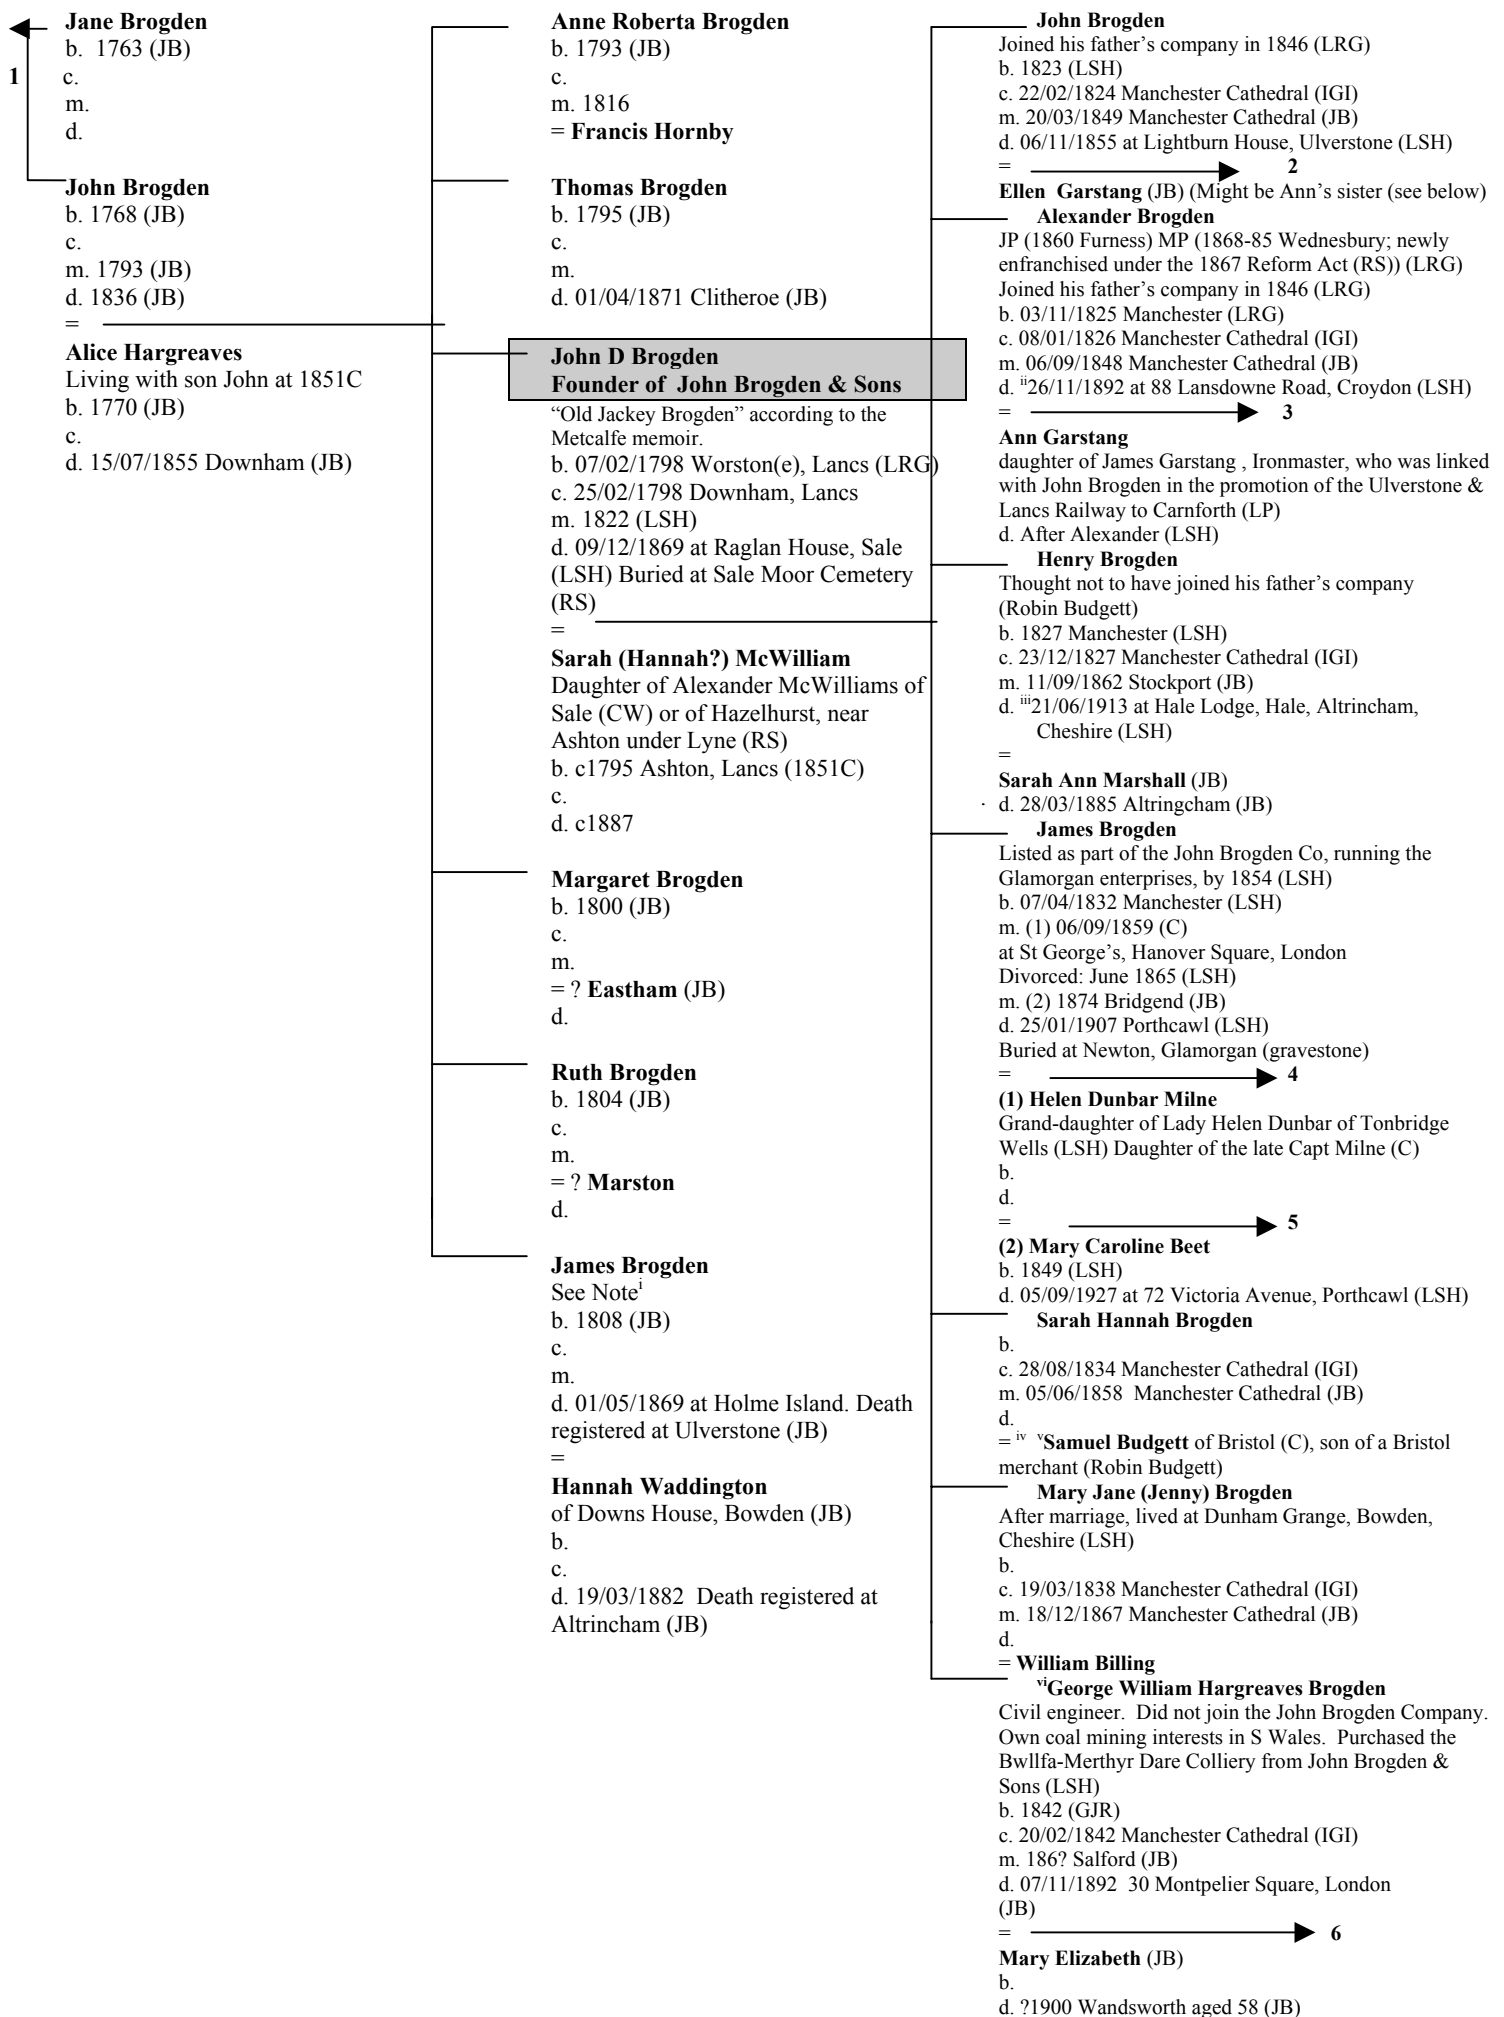 Jane Brogden
b. 1763 (JB)
1
c.
m.
d.
John Brogden
b. 1768 (JB)
c.
m. 1793 (JB)
d. 1836 (JB)
=
Alice Hargreaves
Living with son John at 1851C
b. 1770 (JB)
c.
d. 15/07/1855 Downham (JB)
Anne Roberta Brogden
b. 1793 (JB)
c.
m. 1816
= Francis Hornby
Thomas Brogden
b. 1795 (JB)
c.
m.
d. 01/04/1871 Clitheroe (JB)
John D Brogden
Founder of John Brogden & Sons
“Old Jackey Brogden” according to the
Metcalfe memoir.
b. 07/02/1798 Worston(e), Lancs (LRG)
c. 25/02/1798 Downham, Lancs
m. 1822 (LSH)
d. 09/12/1869 at Raglan House, Sale
(LSH) Buried at Sale Moor Cemetery
(RS)
=
Sarah (Hannah?) McWilliam
Daughter of Alexander McWilliams of
Sale (CW) or of Hazelhurst, near
Ashton under Lyne (RS)
b. c1795 Ashton, Lancs (1851C)
c.
d. c1887
Margaret Brogden
b. 1800 (JB)
c.
m.
= ? Eastham (JB)
d.
Ruth Brogden
b. 1804 (JB)
c.
m.
= ? Marston
d.
James Brogden
See Note i
b. 1808 (JB)
c.
m.
d. 01/05/1869 at Holme Island. Death
registered at Ulverstone (JB)
=
Hannah Waddington
of Downs House, Bowden (JB)
b.
c.
d. 19/03/1882 Death registered at
Altrincham (JB)
John Brogden
Joined his father’s company in 1846 (LRG)
b. 1823 (LSH)
c. 22/02/1824 Manchester Cathedral (IGI)
m. 20/03/1849 Manchester Cathedral (JB)
d. 06/11/1855 at Lightburn House, Ulverstone (LSH)
= 2
Ellen Garstang (JB) (Might be Ann’s sister (see below)
Alexander Brogden
JP (1860 Furness) MP (1868-85 Wednesbury; newly
enfranchised under the 1867 Reform Act (RS)) (LRG)
Joined his father’s company in 1846 (LRG)
b. 03/11/1825 Manchester (LRG)
c. 08/01/1826 Manchester Cathedral (IGI)
m. 06/09/1848 Manchester Cathedral (JB)
d. ii26/11/1892 at 88 Lansdowne Road, Croydon (LSH)
= 3
Ann Garstang
daughter of James Garstang , Ironmaster, who was linked
with John Brogden in the promotion of the Ulverstone &
Lancs Railway to Carnforth (LP)
d. After Alexander (LSH)
Henry Brogden
Thought not to have joined his father’s company
(Robin Budgett)
b. 1827 Manchester (LSH)
c. 23/12/1827 Manchester Cathedral (IGI)
m. 11/09/1862 Stockport (JB)
d. iii21/06/1913 at Hale Lodge, Hale, Altrincham,
Cheshire (LSH)
=
Sarah Ann Marshall (JB)
d. 28/03/1885 Altringcham (JB)
James Brogden
Listed as part of the John Brogden Co, running the
Glamorgan enterprises, by 1854 (LSH)
b. 07/04/1832 Manchester (LSH)
m. (1) 06/09/1859 (C)
at St George’s, Hanover Square, London
Divorced: June 1865 (LSH)
m. (2) 1874 Bridgend (JB)
d. 25/01/1907 Porthcawl (LSH)
Buried at Newton, Glamorgan (gravestone)
= 4
(1) Helen Dunbar Milne
Grand-daughter of Lady Helen Dunbar of Tonbridge
Wells (LSH) Daughter of the late Capt Milne (C)
b.
d.
= 5
(2) Mary Caroline Beet
b. 1849 (LSH)
d. 05/09/1927 at 72 Victoria Avenue, Porthcawl (LSH)
Sarah Hannah Brogden
b.
c. 28/08/1834 Manchester Cathedral (IGI)
m. 05/06/1858 Manchester Cathedral (JB)
d.
= iv vSamuel Budgett of Bristol (C), son of a Bristol
merchant (Robin Budgett)
Mary Jane (Jenny) Brogden
After marriage, lived at Dunham Grange, Bowden,
Cheshire (LSH)
b.
c. 19/03/1838 Manchester Cathedral (IGI)
m. 18/12/1867 Manchester Cathedral (JB)
d.
= William Billing
viGeorge William Hargreaves Brogden
Civil engineer. Did not join the John Brogden Company.
Own coal mining interests in S Wales. Purchased the
Bwllfa-Merthyr Dare Colliery from John Brogden &
Sons (LSH)
b. 1842 (GJR)
c. 20/02/1842 Manchester Cathedral (IGI)
m. 186? Salford (JB)
d. 07/11/1892 30 Montpelier Square, London
(JB)
= 6
Mary Elizabeth (JB)
b.
d. ?1900 Wandsworth aged 58 (JB)